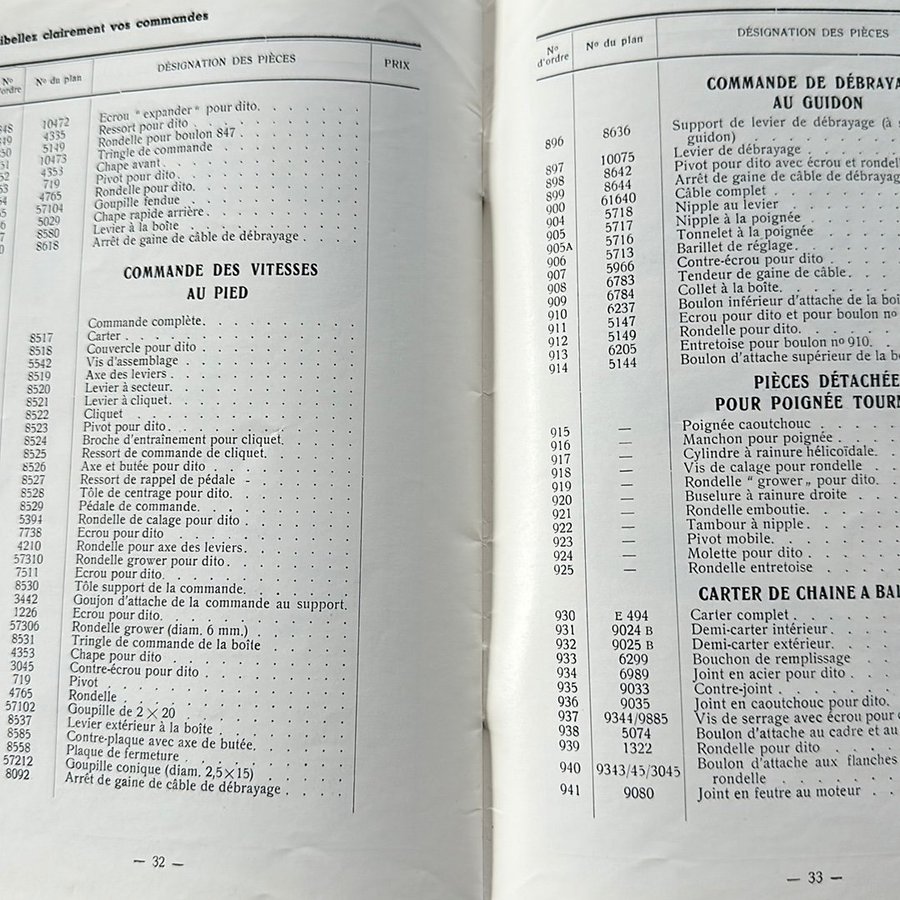 libellez clairement vos commandes
No d'ordre No du plan DÉSIGNATION DES PIÈCES PRIX
10472 Ecrou "expander" pour dito
4335 Ressort pour dito
5149 Rondelle pour boulon 847
10473 Tringle de commande
4353 Chape avant
719 Pivot pour dito
4765 Rondelle pour dito.
57104 Goupille fendue
5029 Chape rapide arrière
8580 Levier à la boîte
8618 Arrêt de gaine de câble de débrayage
COMMANDE DES VITESSES
AU PIED
Commande complète
8517 Carter
8518 Couvercle pour dito
5542 Vis d'assemblage
8519 Axe des leviers
8520 Levier à secteur
8521 Levier à cliquet
8522 Cliquet
8523 Pivot pour dito
8524 Broche d'entraînement pour cliquet
8525 Ressort de commande de cliquet
8526 Axe et butée pour dito
8527 Ressort de rappel de pédale
8528 Tôle de centrage pour dito
8529 Pédale de commande
5394 Rondelle de calage pour dito
7738 Ecrou pour dito
4210 Rondelle pour axe des leviers
57310 Rondelle grower pour dito
7511 Ecrou pour dito
8530 Tôle support de la commande
3442 Goujon d'attache de la commande au support
1226 Ecrou pour dito
57306 Rondelle grower (diam. 6 mm.)
8531 Tringle de commande de la boîte
4353 Chape pour dito
3045 Contre-écrou pour dito
719 Pivot
4765 Rondelle
57102 Goupille de 2 × 20
8537 Levier extérieur à la boîte
8585 Contre-plaque avec axe de butée
8558 Plaque de fermeture
57212 Goupille conique (diam. 2,5×15)
8092 Arrêt de gaine de câble de débrayage
— 32 —
No d'ordre No du plan DÉSIGNATION DES PIÈCES
COMMANDE DE DÉBRAYA
AU GUIDON
896 8636 Support de levier de débrayage (à s
guidon)
897 10075 Levier de débrayage
898 8642 Pivot pour dito avec écrou et rondell
899 8644 Arrêt de gaine de câble de débrayag
900 61640 Câble complet
904 5718 Nipple au levier
905 5717 Nipple à la poignée
905A 5716 Tonnelet à la poignée
906 5713 Barillet de réglage
907 5966 Contre-écrou pour dito
908 6783 Tendeur de gaine de câble
909 6784 Collet à la boîte
910 6237 Boulon inférieur d'attache de la boî
911 5147 Ecrou pour dito et pour boulon no
912 5149 Rondelle pour dito
913 6205 Entretoise pour boulon no 910
914 5144 Boulon d'attache supérieur de la bo
PIÈCES DÉTACHÉE
POUR POIGNÉE TOURN
915 — Poignée caoutchouc
916 — Manchon pour poignée
917 — Cylindre à rainure hélicoïdale
918 — Vis de calage pour rondelle
919 — Rondelle "grower„ pour dito
920 — Buselure à rainure droite
921 — Rondelle emboutie
922 — Tambour à nipple
923 — Pivot mobile
924 — Molette pour dito
925 — Rondelle entretoise
CARTER DE CHAINE A BAI
930 E 494 Carter complet
931 9024 B Demi-carter intérieur
932 9025 B Demi-carter extérieur
933 6299 Bouchon de remplissage
934 6989 Joint en acier pour dito
935 9033 Contre-joint
936 9035 Joint en caoutchouc pour dito
937 9344/9885 Vis de serrage avec écrou pour
938 5074 Boulon d'attache au cadre et au
939 1322 Rondelle pour dito
940 9343/45/3045 Boulon d'attache aux flanches
rondelle
941 9080 Joint en feutre au moteur
— 33 —